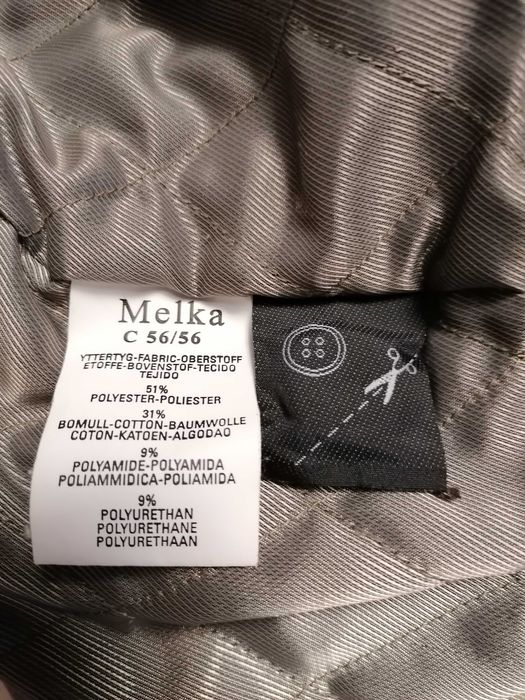 Melka
C 56/56
YTTERTYG-FABRIC-OBERSTOFF
ETOFFE-BOVENSTOF-TECIDO
TEJIDO
51%
POLYESTER-POLIESTER
31%
BOMULL-COTTON-BAUMWOLLE
COTON-KATOEN-ALGODAO
9%
POLYAMIDE-POLYAMIDA
POLIAMMIDICA-POLIAMIDA
9%
POLYURETHAN
POLYURETHANE
POLYURETHAAN